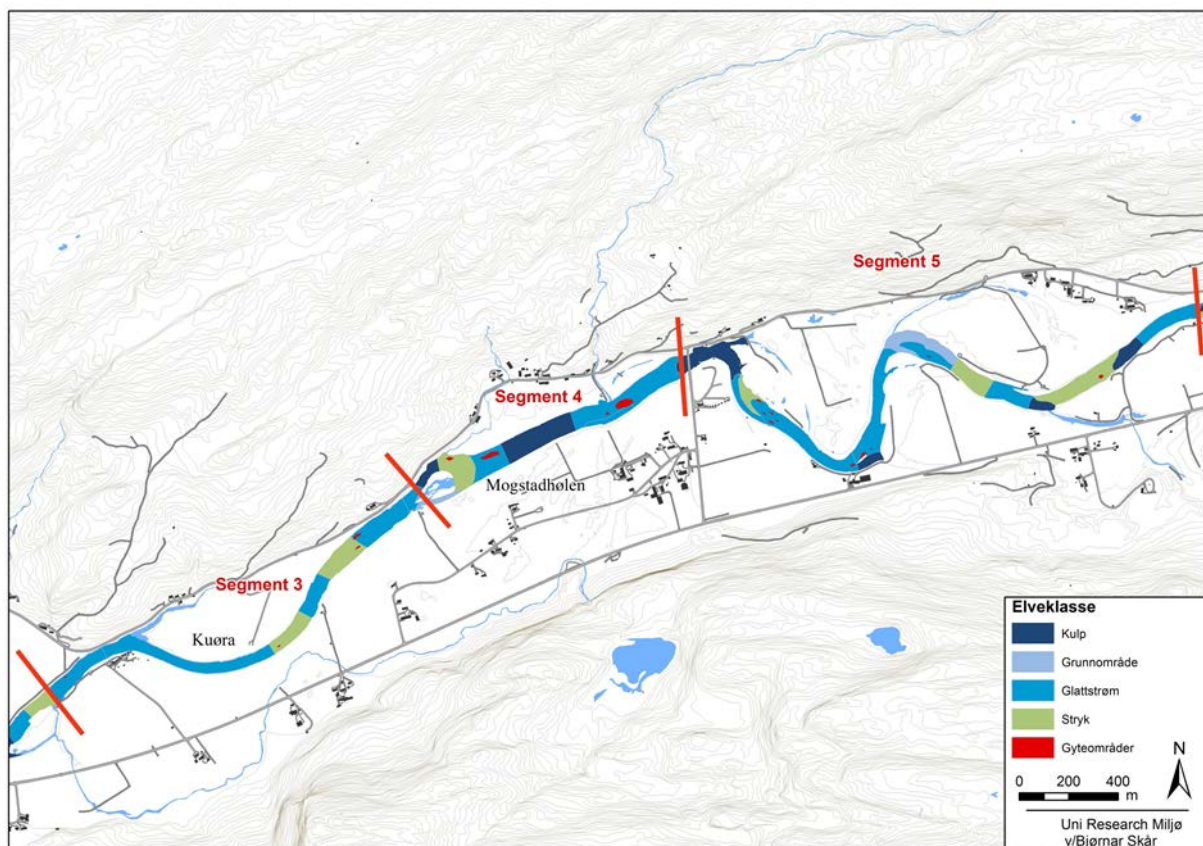 Segment 5
Segment 4
Mogstadhølen
Segment 3
Kuøra
Elveklasse
Kulp
Grunnområde
Glattstrøm
Stryk
Gyteområder
N
0 200 400
m
Uni Research Miljø
v/Bjørnar Skår